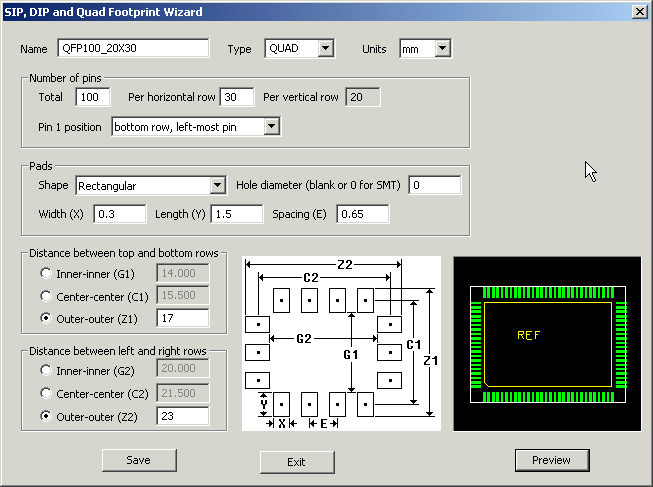 SIP, DIP and Quad Footprint Wizard
Name QFP100_20X30 Type QUAD Units mm
Number of pins
Total 100 Per horizontal row 30 Per vertical row 20
Pin 1 position bottom row, left-most pin
Pads
Shape Rectangular Hole diameter (blank or 0 for SMT) 0
Width (X) 0.3 Length (Y) 1.5 Spacing (E) 0.65
Distance between top and bottom rows
Inner-inner (G1) 14.000
Center-center (C1) 15.500
Outer-outer (Z1) 17
Distance between left and right rows
Inner-inner (G2) 20.000
Center-center (C2) 21.500
Outer-outer (Z2) 23
Z2
C2
G2
G1
C1
Z1
Y
X
E
REF
Save Exit Preview